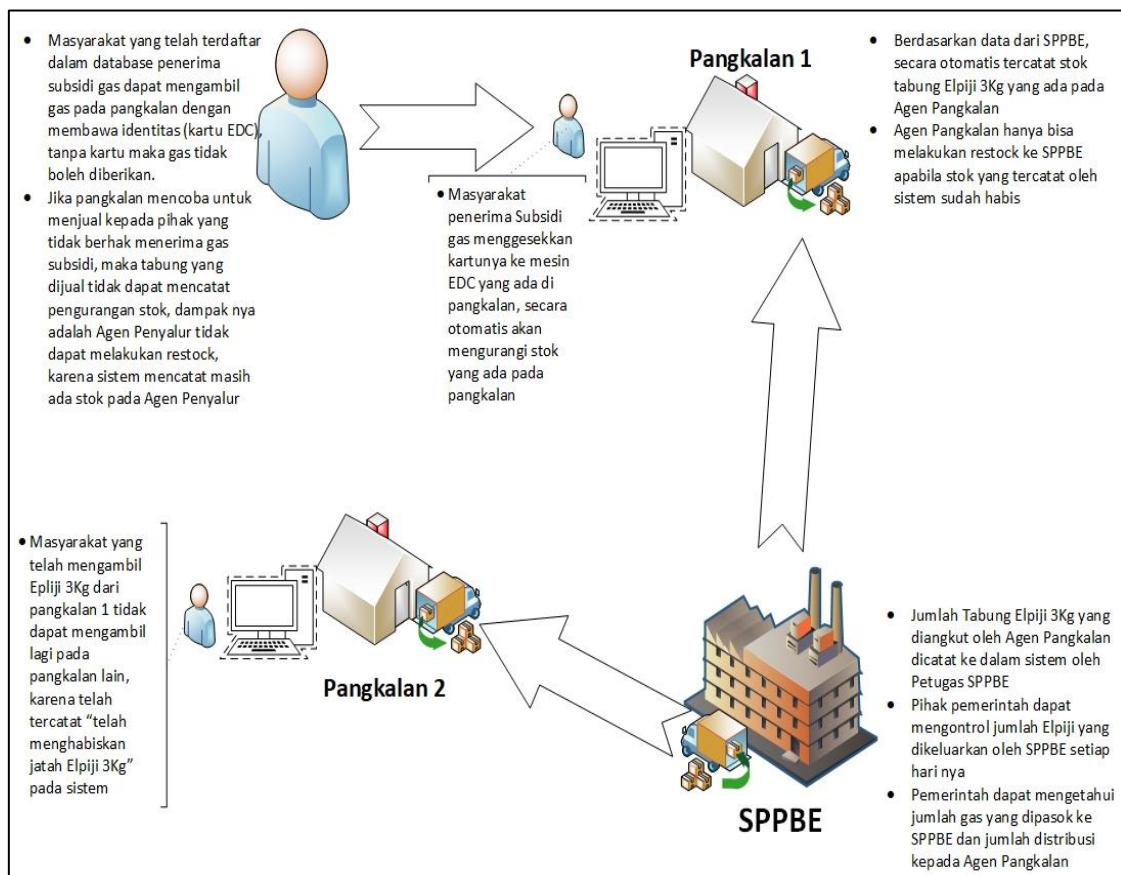 • Masyarakat yang telah terdaftar
dalam database penerima
subsidi gas dapat mengambil
gas pada pangkalan dengan
membawa identitas (kartu EDC),
tanpa kartu maka gas tidak
boleh diberikan.
• Jika pangkalan mencoba untuk
menjual kepada pihak yang
tidak berhak menerima gas
subsidi, maka tabung yang
dijual tidak dapat mencatat
pengurangan stok, dampak nya
adalah Agen Penyalur tidak
dapat melakukan restock,
karena sistem mencatat masih
ada stok pada Agen Penyalur
• Masyarakat
penerima Subsidi
gas menggesekkan
kartunya ke mesin
EDC yang ada di
pangkalan, secara
otomatis akan
mengurangi stok
yang ada pada
pangkalan
Pangkalan 1
• Berdasarkan data dari SPPBE,
secara otomatis tercatat stok
tabung Elpiji 3Kg yang ada pada
Agen Pangkalan
• Agen Pangkalan hanya bisa
melakukan restock ke SPPBE
apabila stok yang tercatat oleh
sistem sudah habis
• Masyarakat yang
telah mengambil
Epliji 3Kg dari
pangkalan 1 tidak
dapat mengambil
lagi pada
pangkalan lain,
karena telah
tercatat “telah
menghabiskan
jatah Elpiji 3Kg”
pada sistem
Pangkalan 2
SPPBE
• Jumlah Tabung Elpiji 3Kg yang
diangkut oleh Agen Pangkalan
dicatat ke dalam sistem oleh
Petugas SPPBE
• Pihak pemerintah dapat
mengontrol jumlah Elpiji yang
dikeluarkan oleh SPPBE setiap
hari nya
• Pemerintah dapat mengetahui
jumlah gas yang dipasok ke
SPPBE dan jumlah distribusi
kepada Agen Pangkalan